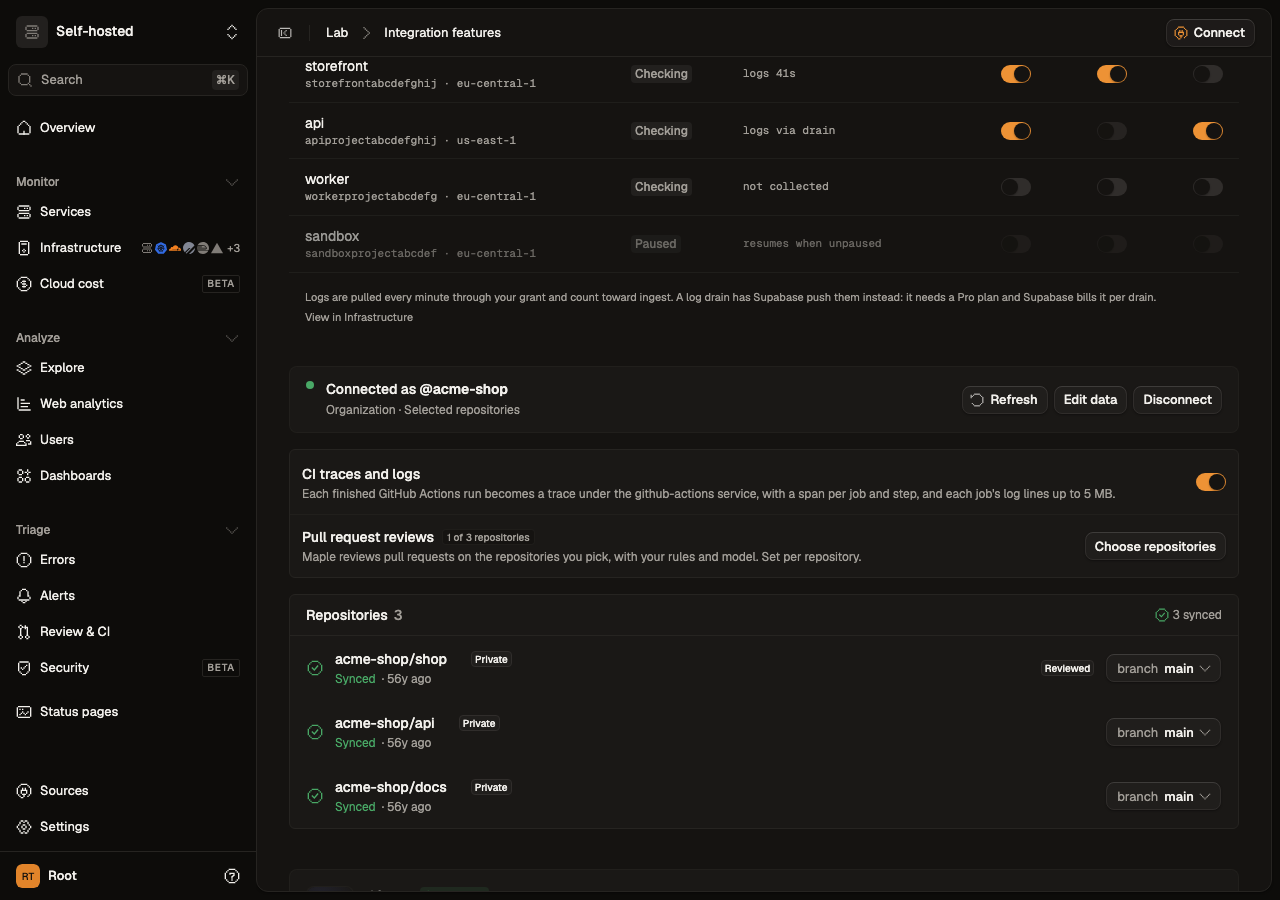 Self-hosted
Search
⌘K
Overview
Monitor
Services
Infrastructure
+3
Cloud cost
BETA
Analyze
Explore
Web analytics
Users
Dashboards
Triage
Errors
Alerts
Review & CI
Security
BETA
Status pages
Sources
Settings
RT
Root
Lab
Integration features
Connect
storefront
Checking
logs 41s
storefrontabcdefghij · eu-central-1
api
Checking
logs via drain
apiprojectabcdefghij · us-east-1
worker
Checking
not collected
workerprojectabcdefg · eu-central-1
sandbox
Paused
resumes when unpaused
sandboxprojectabcdef · eu-central-1
Logs are pulled every minute through your grant and count toward ingest. A log drain has Supabase push them instead: it needs a Pro plan and Supabase bills it per drain.
View in Infrastructure
Connected as @acme-shop
Organization · Selected repositories
Refresh
Edit data
Disconnect
CI traces and logs
Each finished GitHub Actions run becomes a trace under the github-actions service, with a span per job and step, and each job's log lines up to 5 MB.
Pull request reviews
1 of 3 repositories
Maple reviews pull requests on the repositories you pick, with your rules and model. Set per repository.
Choose repositories
Repositories 3
3 synced
acme-shop/shop
Private
Synced · 56y ago
Reviewed
branch main
acme-shop/api
Private
Synced · 56y ago
branch main
acme-shop/docs
Private
Synced · 56y ago
branch main